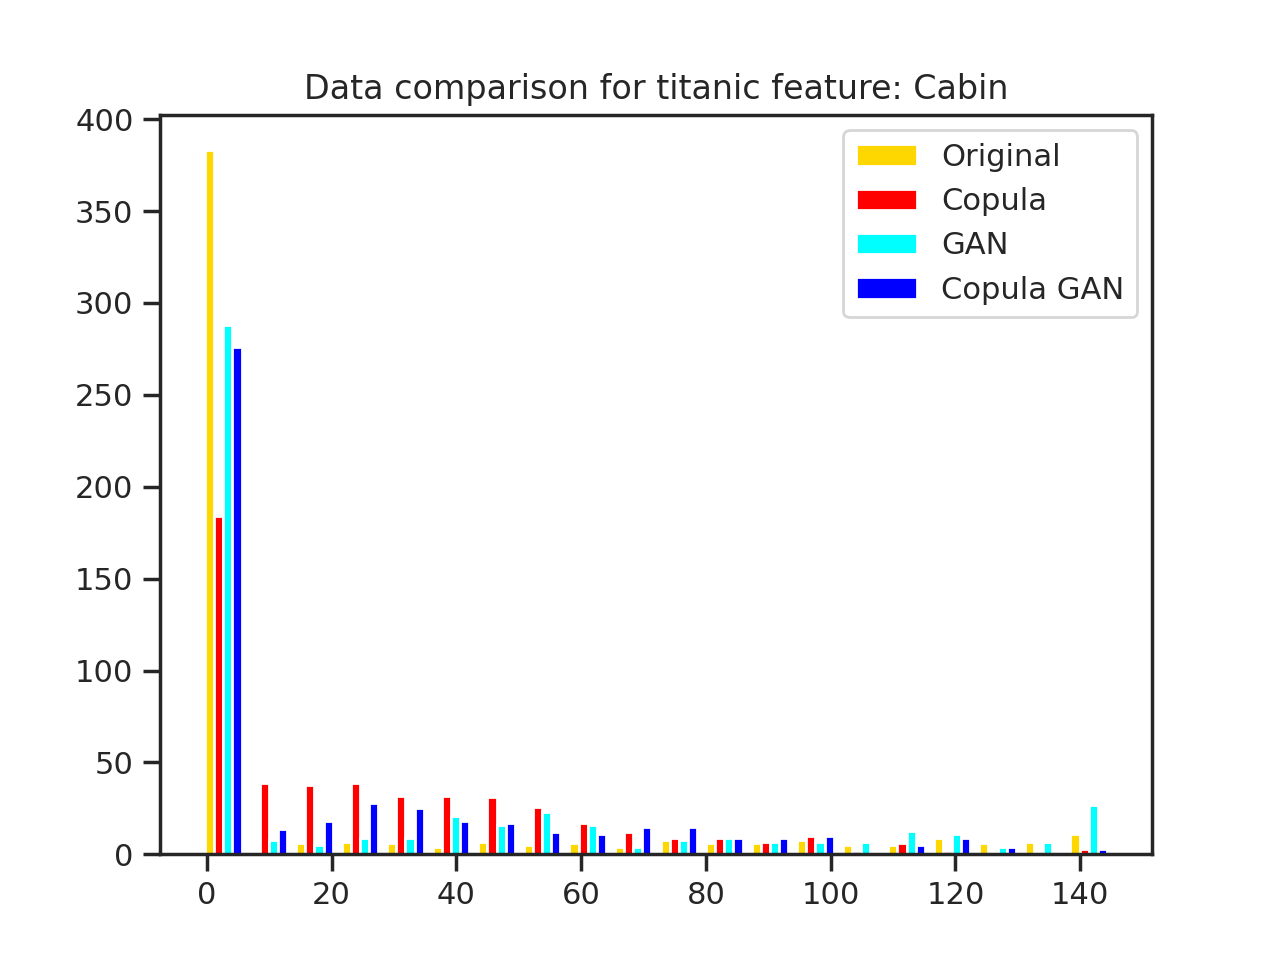 Data comparison for titanic feature: Cabin
400
350
300
250
200
150
100
50
0
Original
Copula
GAN
Copula GAN
0 20 40 60 80 100 120 140